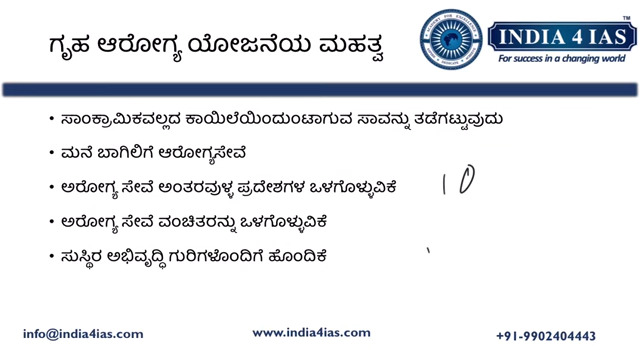 ಗೃಹ ಆರೋಗ್ಯ ಯೋಜನೆಯ ಮಹತ್ವ
INDIA 4 IAS
For success in a changing world
• ಸಾಂಕ್ರಾಮಿಕವಲ್ಲದ ಕಾಯಿಲೆಯಿಂದುಂಟಾಗುವ ಸಾವನ್ನು ತಡೆಗಟ್ಟುವುದು
• ಮನೆ ಬಾಗಿಲಿಗೆ ಆರೋಗ್ಯಸೇವೆ
• ಅರೋಗ್ಯ ಸೇವೆ ಅಂತರವುಳ್ಳ ಪ್ರದೇಶಗಳ ಒಳಗೊಳ್ಳುವಿಕೆ 10
• ಅರೋಗ್ಯ ಸೇವೆ ವಂಚಿತರನ್ನು ಒಳಗೊಳ್ಳುವಿಕೆ
• ಸುಸ್ಥಿರ ಅಭಿವೃದ್ಧಿ ಗುರಿಗಳೊಂದಿಗೆ ಹೊಂದಿಕೆ
info@india4ias.com
www.india4ias.com
+91-9902404443